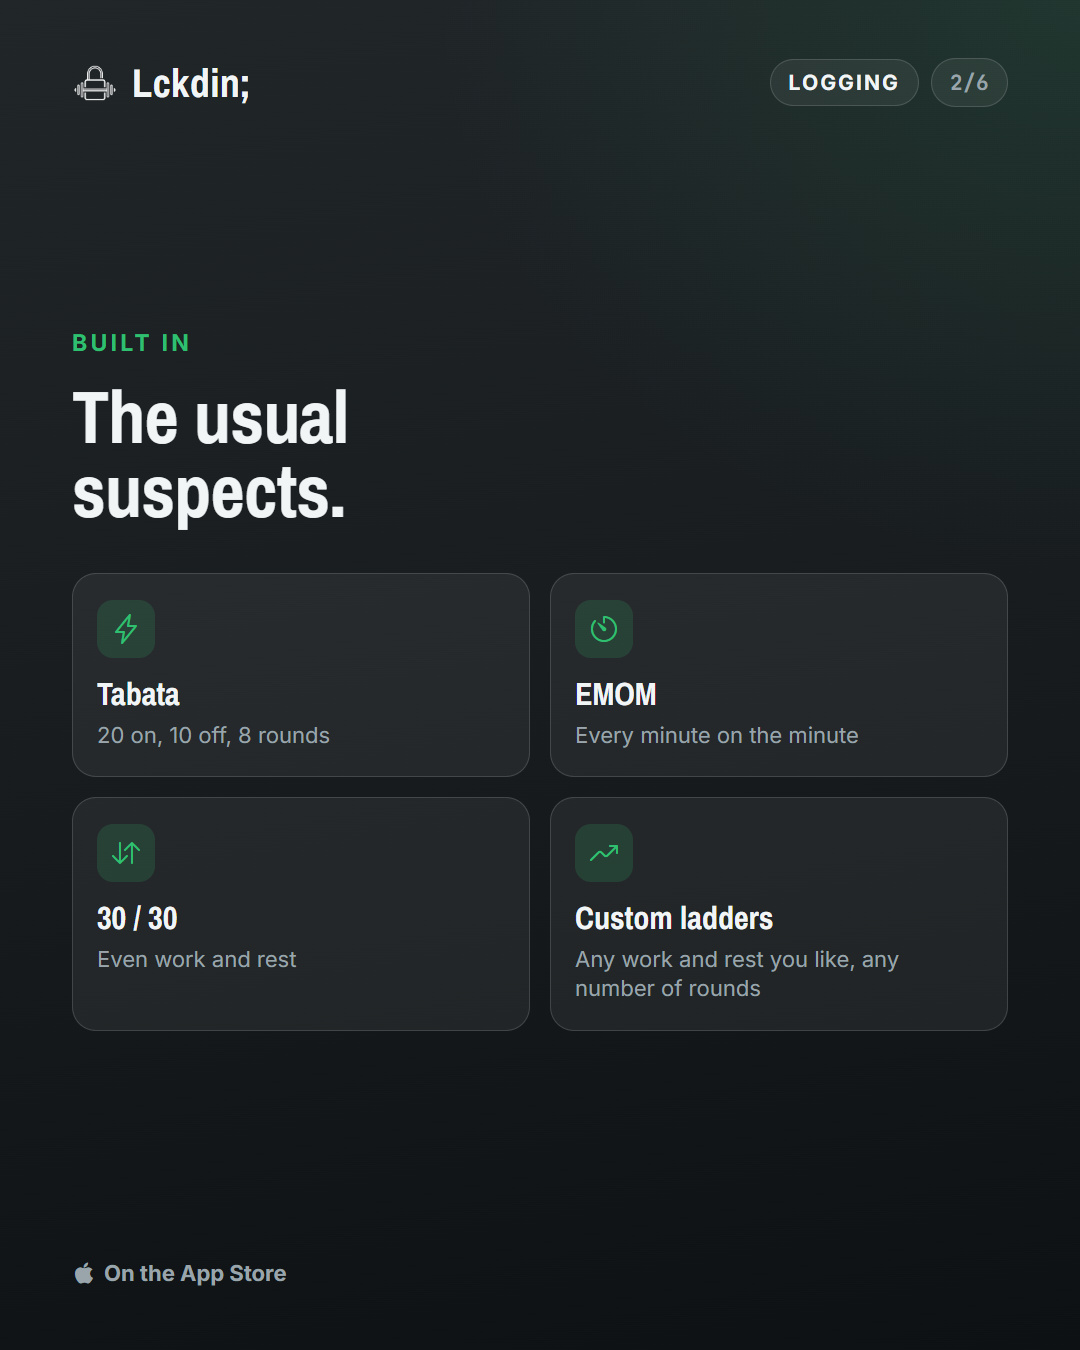 Lckdin;
LOGGING
2/6
BUILT IN
The usual
suspects.
Tabata
20 on, 10 off, 8 rounds
EMOM
Every minute on the minute
30 / 30
Even work and rest
Custom ladders
Any work and rest you like, any
number of rounds
On the App Store